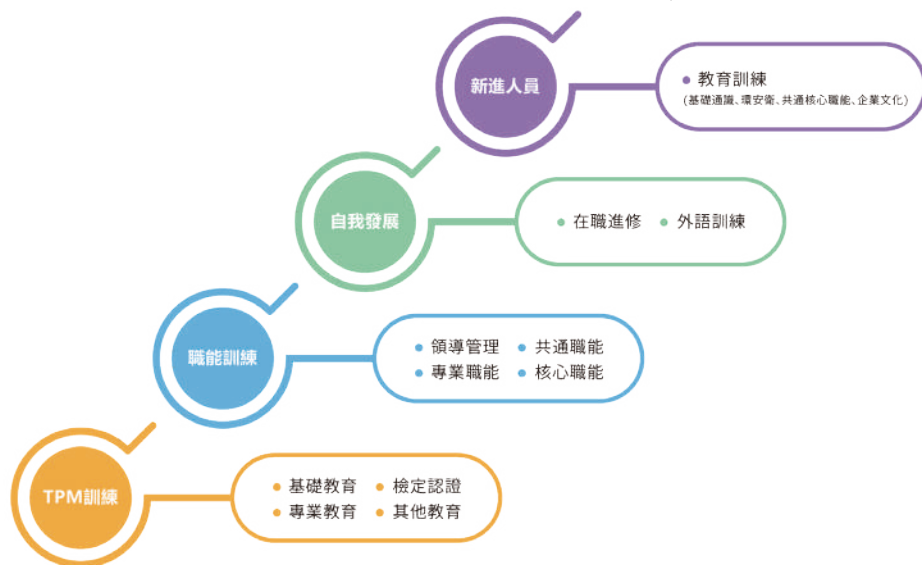 新進人員
● 教育訓練
(基礎通識、環安衛、共通核心職能、企業文化)
自我發展
● 在職進修 ● 外語訓練
職能訓練
● 領導管理 ● 共通職能
● 專業職能 ● 核心職能
TPM訓練
● 基礎教育 ● 檢定認證
● 專業教育 ● 其他教育